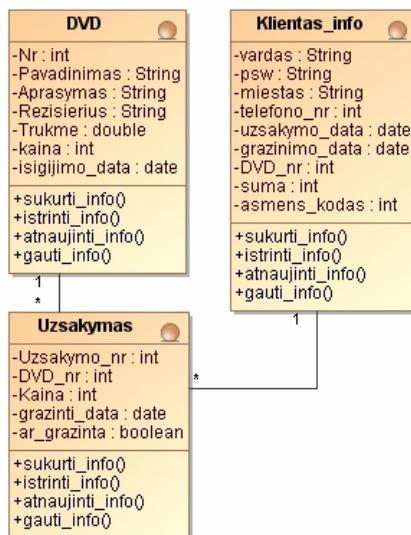 DVD
-Nr : int
-Pavadinimas : String
-Aprasymas : String
-Rezisierius : String
-Trukme : double
-kaina : int
-isigijimo_data : date
+sukurti_info()
+istrinti_info()
+atnaujinti_info()
+gauti_info()
Klientas_info
-vardas : String
-psw : String
-miestas : String
-telefono_nr : int
-uzsakymo_data : date
-grazinimo_data : date
-DVD_nr : int
-suma : int
-asmens_kodas : int
+sukurti_info()
+istrinti_info()
+atnaujinti_info()
+gauti_info()
1
*
1
*
Uzsakymas
-Uzsakymo_nr : int
-DVD_nr : int
-Kaina : int
-grazinti_data : date
-ar_grazinta : boolean
+sukurti_info()
+istrinti_info()
+atnaujinti_info()
+gauti_info()